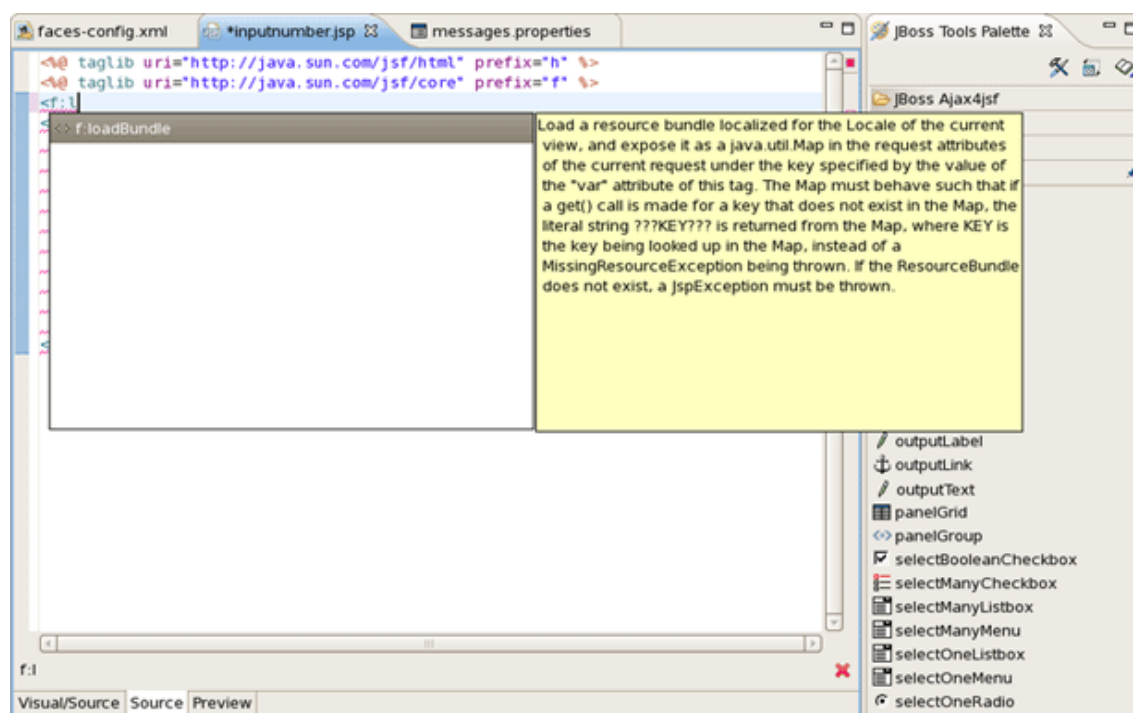 faces-config.xml
*inputnumber.jsp
messages.properties
JBoss Tools Palette
<%@ taglib uri="http://java.sun.com/jsf/html" prefix="h" %>
<%@ taglib uri="http://java.sun.com/jsf/core" prefix="f" %>
<f:l
JBoss Ajax4jsf
<> f:loadBundle
Load a resource bundle localized for the Locale of the current
view, and expose it as a java.util.Map in the request attributes
of the current request under the key specified by the value of
the "var" attribute of this tag. The Map must behave such that if
a get() call is made for a key that does not exist in the Map, the
literal string ???KEY??? is returned from the Map, where KEY is
the key being looked up in the Map, instead of a
MissingResourceException being thrown. If the ResourceBundle
does not exist, a JspException must be thrown.
outputLabel
outputLink
outputText
panelGrid
panelGroup
selectBooleanCheckbox
selectManyCheckbox
selectManyListbox
selectManyMenu
selectOneListbox
selectOneMenu
selectOneRadio
f:l
Visual/Source Source Preview